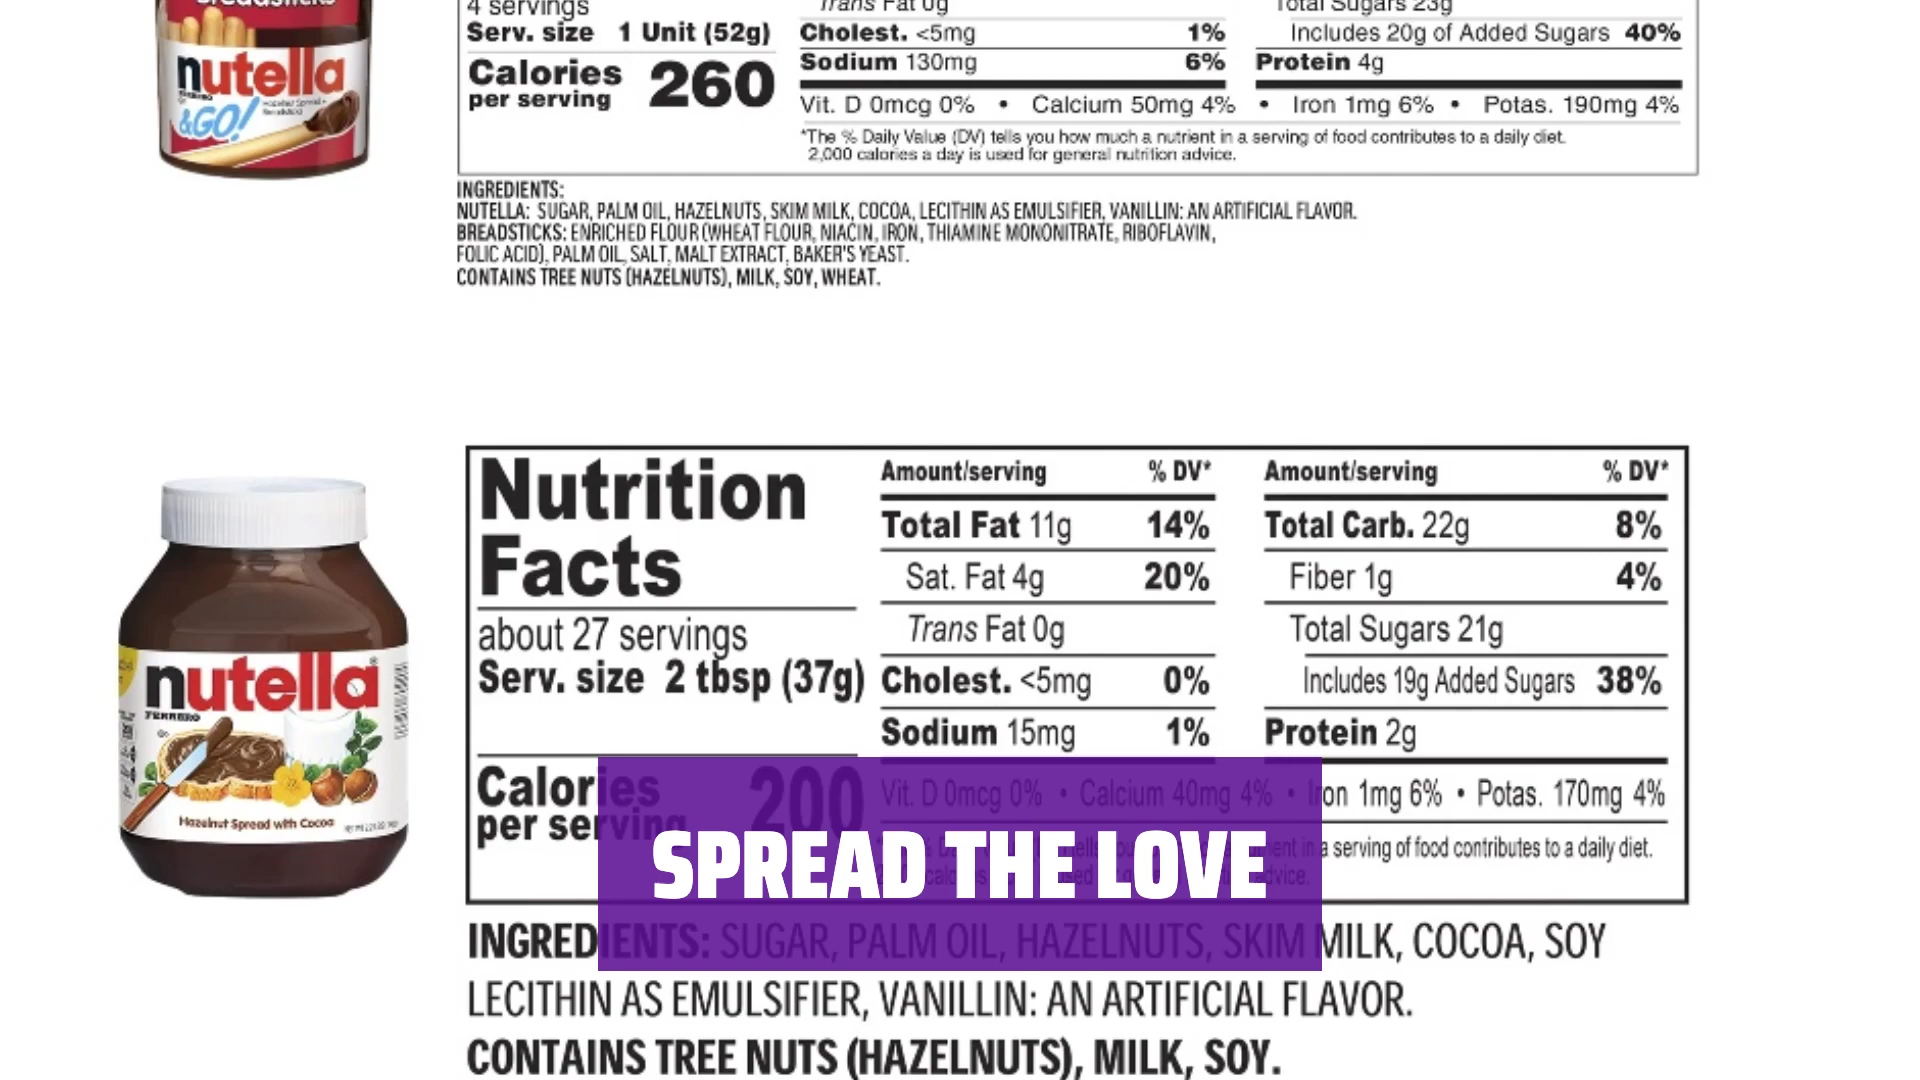 Breadsticks
nutella
FERRERO
&GO!
Hazelnut Spread +
Breadsticks
4 servings
Serv. size 1 Unit (52g)
Calories
per serving 260
Trans Fat 0g
Cholest. <5mg 1%
Sodium 130mg 6%
Total Sugars 23g
Includes 20g of Added Sugars 40%
Protein 4g
Vit. D 0mcg 0% • Calcium 50mg 4% • Iron 1mg 6% • Potas. 190mg 4%
*The % Daily Value (DV) tells you how much a nutrient in a serving of food contributes to a daily diet.
2,000 calories a day is used for general nutrition advice.
INGREDIENTS:
NUTELLA: SUGAR, PALM OIL, HAZELNUTS, SKIM MILK, COCOA, LECITHIN AS EMULSIFIER, VANILLIN: AN ARTIFICIAL FLAVOR.
BREADSTICKS: ENRICHED FLOUR (WHEAT FLOUR, NIACIN, IRON, THIAMINE MONONITRATE, RIBOFLAVIN,
FOLIC ACID), PALM OIL, SALT, MALT EXTRACT, BAKER'S YEAST.
CONTAINS TREE NUTS (HAZELNUTS), MILK, SOY, WHEAT.
nutella
FERRERO
Hazelnut Spread with Cocoa
Nutrition
Facts
about 27 servings
Serv. size 2 tbsp (37g)
Calories
per serving 200
Amount/serving % DV*
Total Fat 11g 14%
Sat. Fat 4g 20%
Trans Fat 0g
Cholest. <5mg 0%
Sodium 15mg 1%
Amount/serving % DV*
Total Carb. 22g 8%
Fiber 1g 4%
Total Sugars 21g
Includes 19g Added Sugars 38%
Protein 2g
Vit. D 0mcg 0% • Calcium 40mg 4% • Iron 1mg 6% • Potas. 170mg 4%
in a serving of food contributes to a daily diet.
advice.
SPREAD THE LOVE
INGREDIENTS: SUGAR, PALM OIL, HAZELNUTS, SKIM MILK, COCOA, SOY
LECITHIN AS EMULSIFIER, VANILLIN: AN ARTIFICIAL FLAVOR.
CONTAINS TREE NUTS (HAZELNUTS), MILK, SOY.